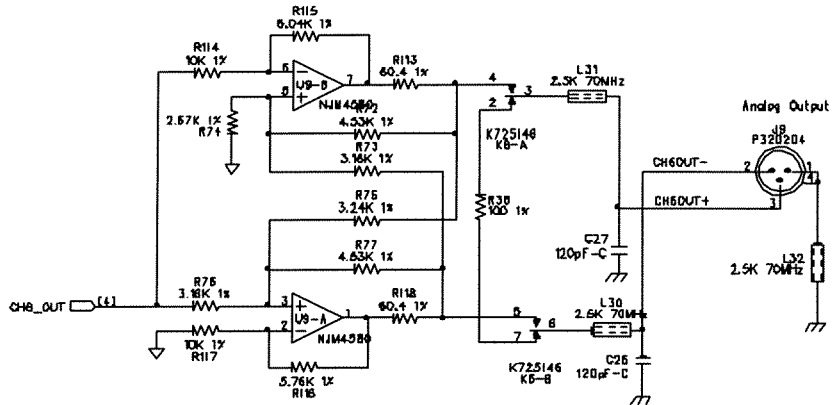 R115
6.04K 1%
R114
10K 1%
R113
60.4 1%
L31
2.5K 70MHz
6
7
5
U9-B
NJM4580
4
2
3
Analog Output
J9
P320204
2.67K 1%
R74
R72
4.53K 1%
R73
3.16K 1%
K725146
K6-A
CH6OUT-
2
1
4
3
R75
3.24K 1%
R38
100 1%
CH6OUT+
R77
4.53K 1%
C27
120pF-C
L32
2.5K 70MHz
CH6_OUT
[4]
R76
3.16K 1%
R118
60.4 1%
3
1
2
U9-A
NJM4580
5
7
6
L30
2.5K 70MHz
10K 1%
R117
5.76K 1%
R116
K725146
K6-B
C26
120pF-C